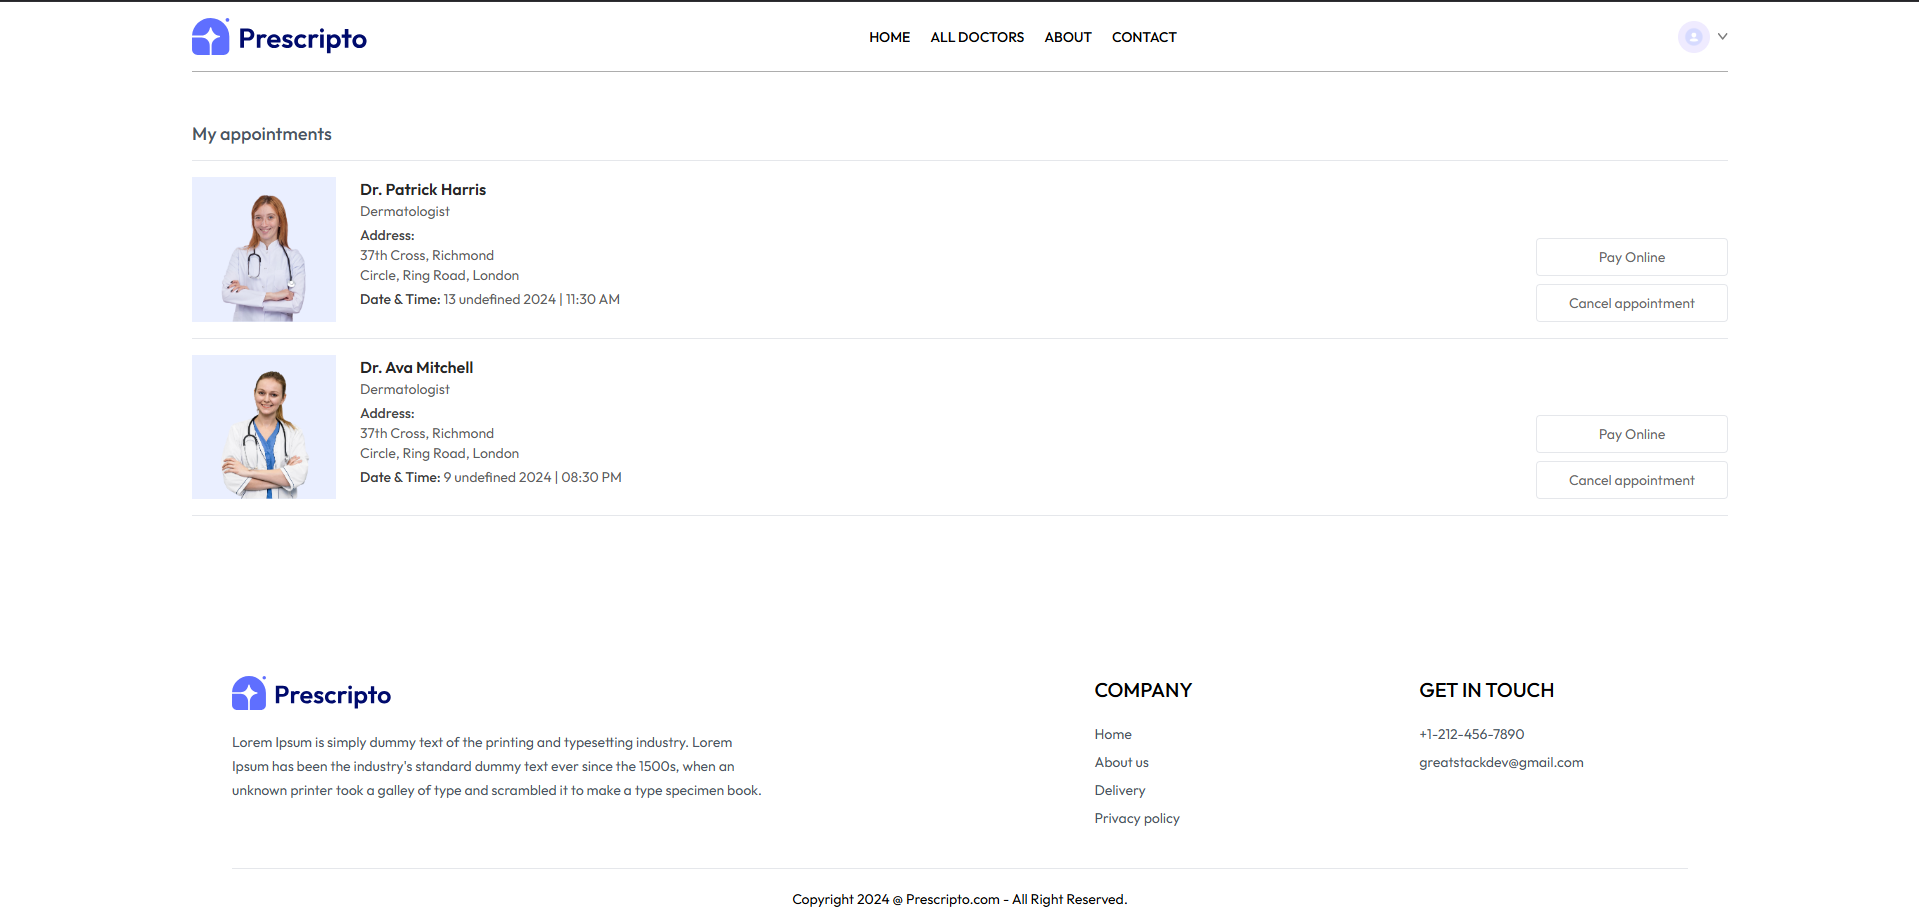 Prescripto
HOME ALL DOCTORS ABOUT CONTACT
My appointments
Dr. Patrick Harris
Dermatologist
Address:
37th Cross, Richmond
Circle, Ring Road, London
Date & Time: 13 undefined 2024 | 11:30 AM
Pay Online
Cancel appointment
Dr. Ava Mitchell
Dermatologist
Address:
37th Cross, Richmond
Circle, Ring Road, London
Date & Time: 9 undefined 2024 | 08:30 PM
Pay Online
Cancel appointment
Prescripto
Lorem Ipsum is simply dummy text of the printing and typesetting industry. Lorem
Ipsum has been the industry's standard dummy text ever since the 1500s, when an
unknown printer took a galley of type and scrambled it to make a type specimen book.
COMPANY
Home
About us
Delivery
Privacy policy
GET IN TOUCH
+1-212-456-7890
greatstackdev@gmail.com
Copyright 2024 @ Prescripto.com - All Right Reserved.